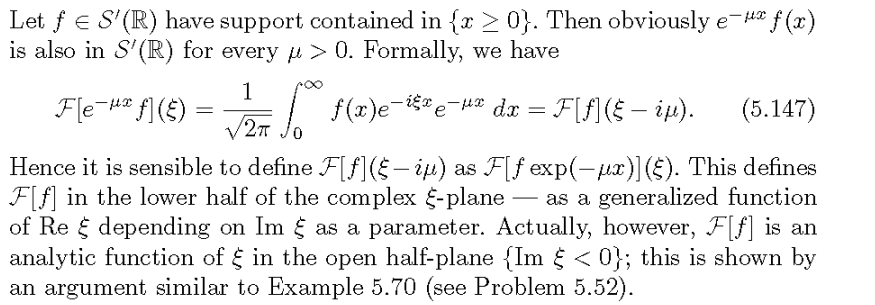 Let f ∈ S′(ℝ) have support contained in {x ≥ 0}. Then obviously e^{−μx} f(x)
is also in S′(ℝ) for every μ > 0. Formally, we have
F[e^{−μx} f](ξ) = \frac{1}{\sqrt{2π}} ∫_0^∞ f(x)e^{−iξx}e^{−μx} dx = F[f](ξ − iμ). (5.147)
Hence it is sensible to define F[f](ξ−iμ) as F[f exp(−μx)](ξ). This defines
F[f] in the lower half of the complex ξ-plane — as a generalized function
of Re ξ depending on Im ξ as a parameter. Actually, however, F[f] is an
analytic function of ξ in the open half-plane {Im ξ < 0}; this is shown by
an argument similar to Example 5.70 (see Problem 5.52).